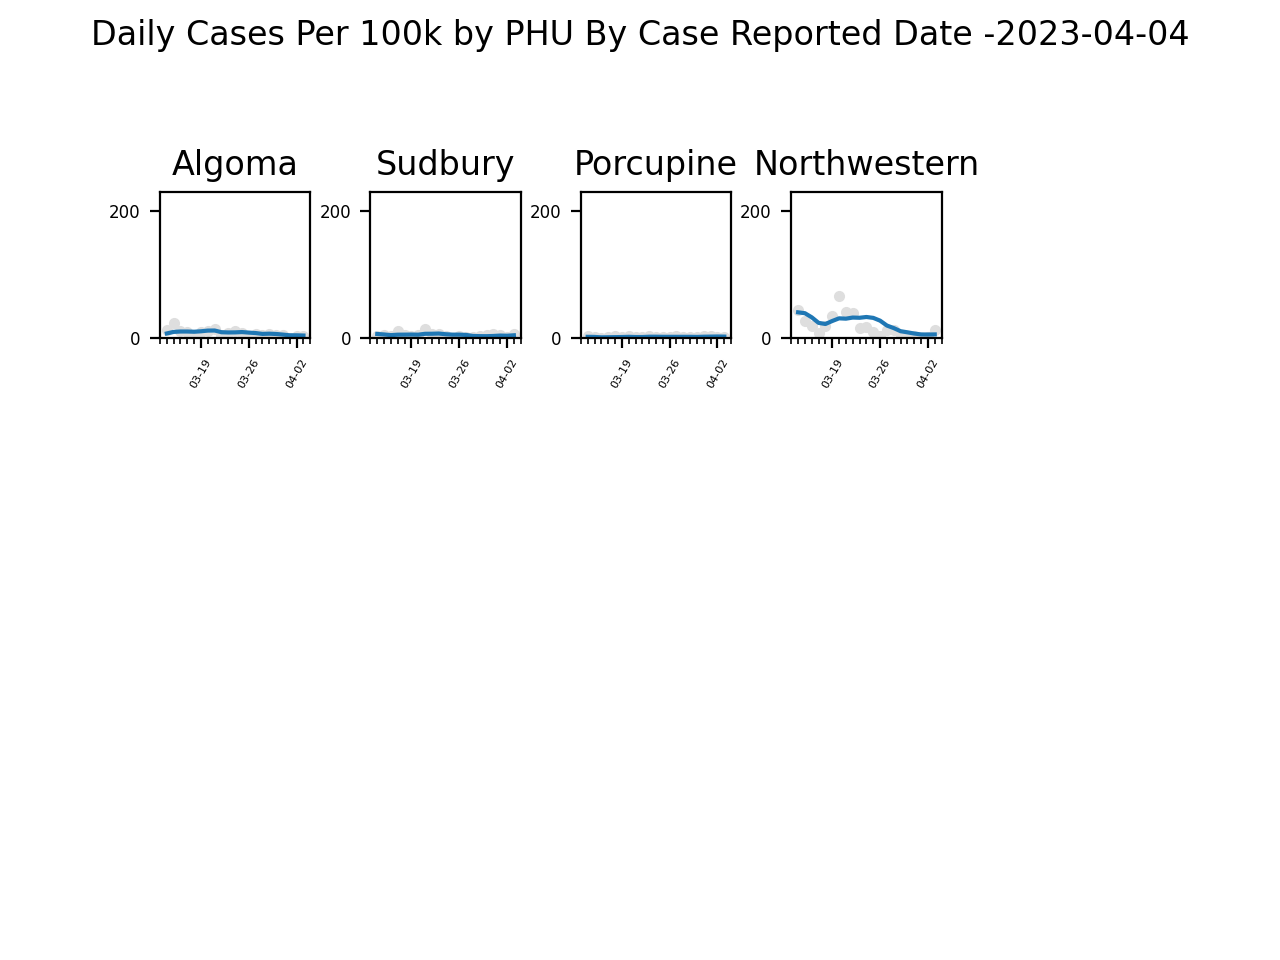 Daily Cases Per 100k by PHU By Case Reported Date -2023-04-04
Algoma Sudbury Porcupine Northwestern
200 200 200 200
0 0 0 0
03-19 03-26 04-02 03-19 03-26 04-02 03-19 03-26 04-02 03-19 03-26 04-02